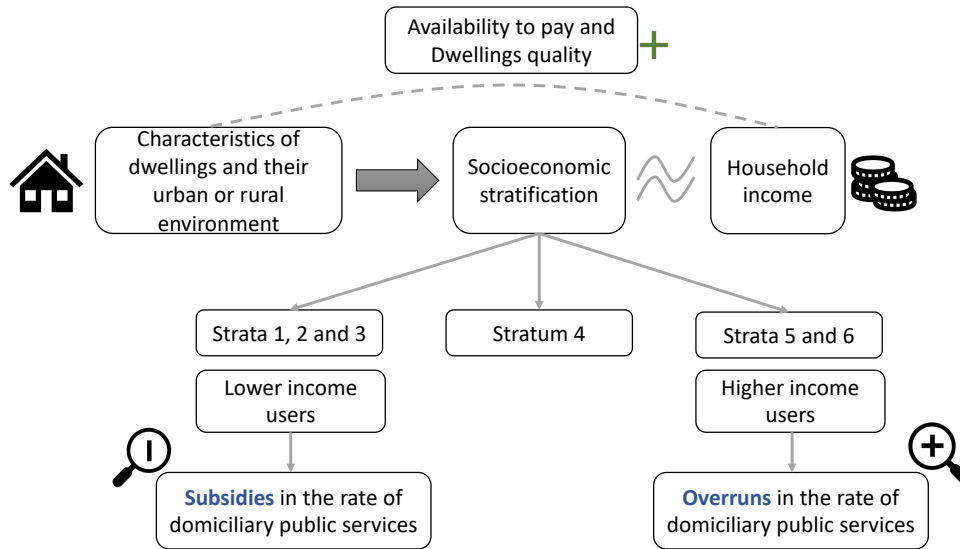 Availability to pay and
Dwellings quality
Characteristics of
dwellings and their
urban or rural
environment
Socioeconomic
stratification
Household
income
Strata 1, 2 and 3
Stratum 4
Strata 5 and 6
Lower income
users
Higher income
users
Subsidies in the rate of
domiciliary public services
Overruns in the rate of
domiciliary public services